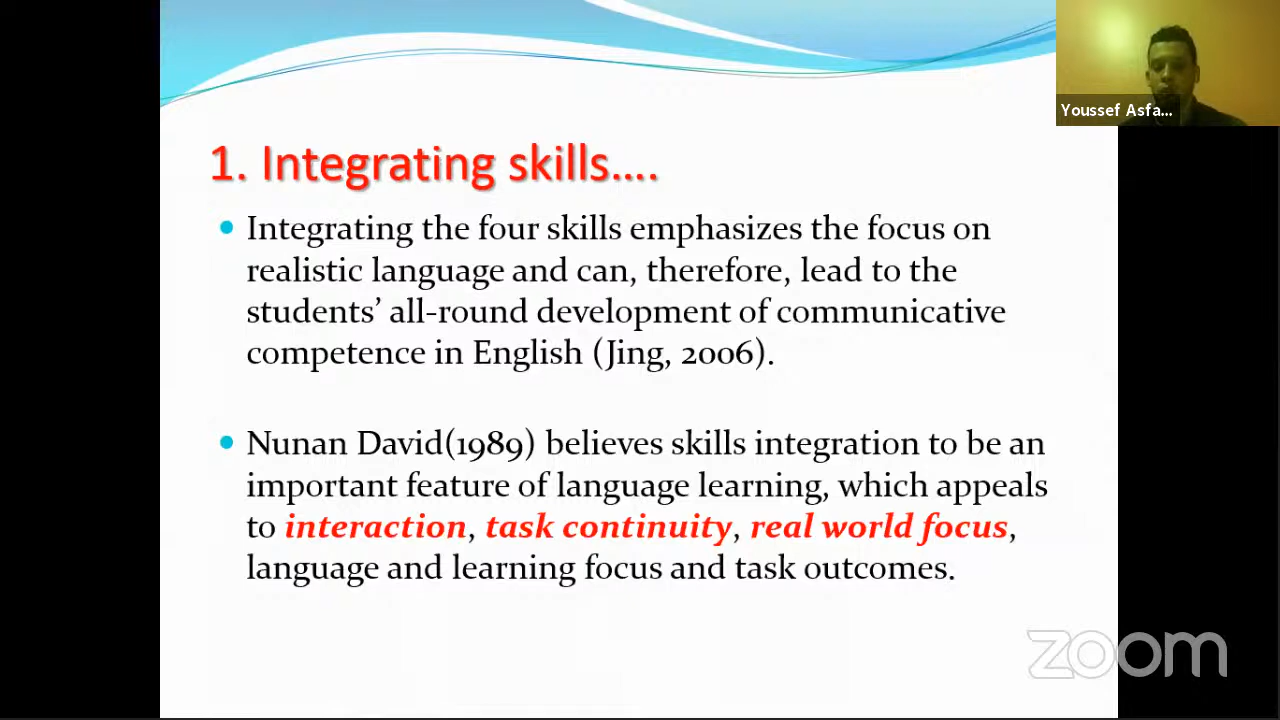 Youssef Asfa...
1. Integrating skills....
Integrating the four skills emphasizes the focus on
realistic language and can, therefore, lead to the
students’ all-round development of communicative
competence in English (Jing, 2006).
Nunan David(1989) believes skills integration to be an
important feature of language learning, which appeals
to interaction, task continuity, real world focus,
language and learning focus and task outcomes.
zoom